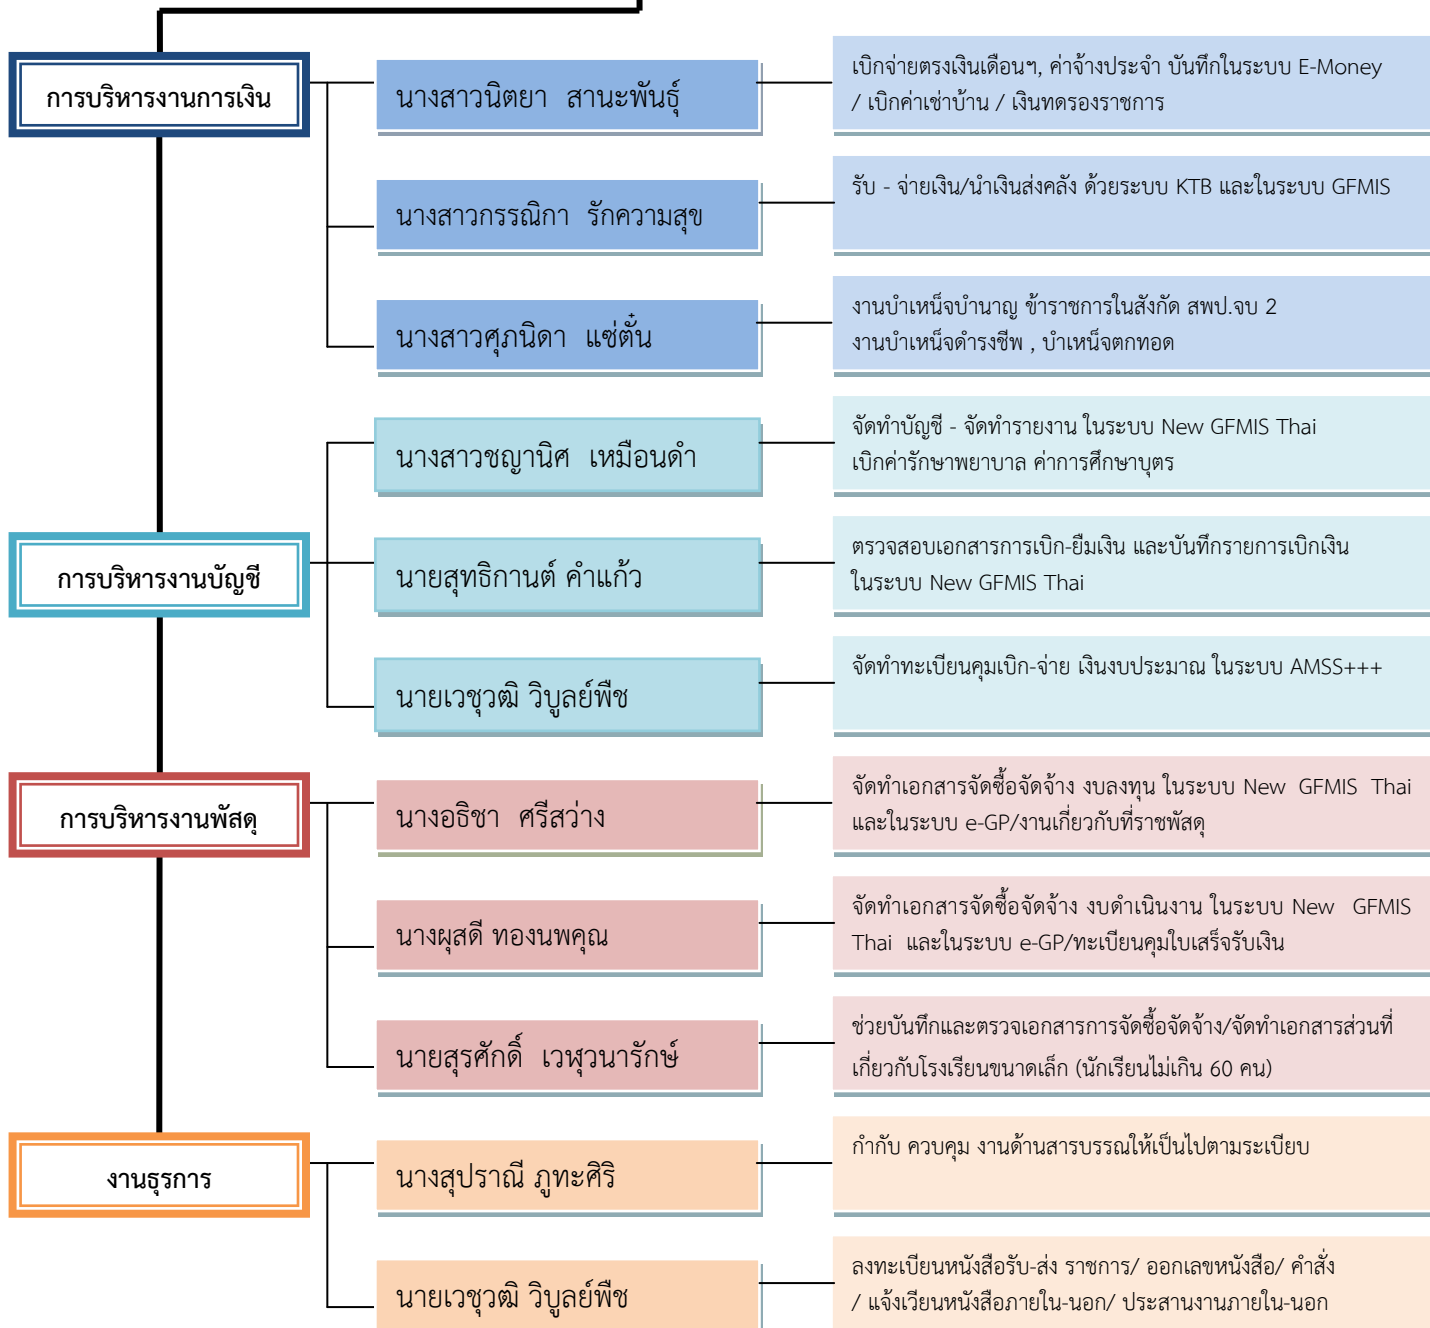 การบริหารงานการเงิน
นางสาวนิตยา  สานะพันธุ์
เบิกจ่ายตรงเงินเดือนฯ, ค่าจ้างประจำ บันทึกในระบบ E-Money
/ เบิกค่าเช่าบ้าน / เงินทดรองราชการ
นางสาวกรรณิกา  รักความสุข
รับ - จ่ายเงิน/นำเงินส่งคลัง ด้วยระบบ KTB และในระบบ GFMIS
นางสาวศุภนิดา  แซ่ตั๋น
งานบำเหน็จบำนาญ ข้าราชการในสังกัด สพป.จบ 2
งานบำเหน็จดำรงชีพ , บำเหน็จตกทอด
การบริหารงานบัญชี
นางสาวชญานิศ  เหมือนดำ
จัดทำบัญชี - จัดทำรายงาน ในระบบ New GFMIS Thai
เบิกค่ารักษาพยาบาล ค่าการศึกษาบุตร
นายสุทธิกานต์ คำแก้ว
ตรวจสอบเอกสารการเบิก-ยืมเงิน และบันทึกรายการเบิกเงิน
ในระบบ New GFMIS Thai
นายเวชุวฒิ วิบูลย์พืช
จัดทำทะเบียนคุมเบิก-จ่าย เงินงบประมาณ ในระบบ AMSS+++
การบริหารงานพัสดุ
นางอธิชา  ศรีสว่าง
จัดทำเอกสารจัดซื้อจัดจ้าง งบลงทุน ในระบบ New  GFMIS  Thai
และในระบบ e-GP/งานเกี่ยวกับที่ราชพัสดุ
นางผุสดี ทองนพคุณ
จัดทำเอกสารจัดซื้อจัดจ้าง งบดำเนินงาน ในระบบ New   GFMIS
Thai  และในระบบ e-GP/ทะเบียนคุมใบเสร็จรับเงิน
นายสุรศักดิ์  เวฬุวนารักษ์
ช่วยบันทึกและตรวจเอกสารการจัดซื้อจัดจ้าง/จัดทำเอกสารส่วนที่
เกี่ยวกับโรงเรียนขนาดเล็ก (นักเรียนไม่เกิน 60 คน)
งานธุรการ
นางสุปราณี ภูทะศิริ
กำกับ ควบคุม งานด้านสารบรรณให้เป็นไปตามระเบียบ
นายเวชุวฒิ วิบูลย์พืช
ลงทะเบียนหนังสือรับ-ส่ง ราชการ/ ออกเลขหนังสือ/ คำสั่ง
/ แจ้งเวียนหนังสือภายใน-นอก/ ประสานงานภายใน-นอก